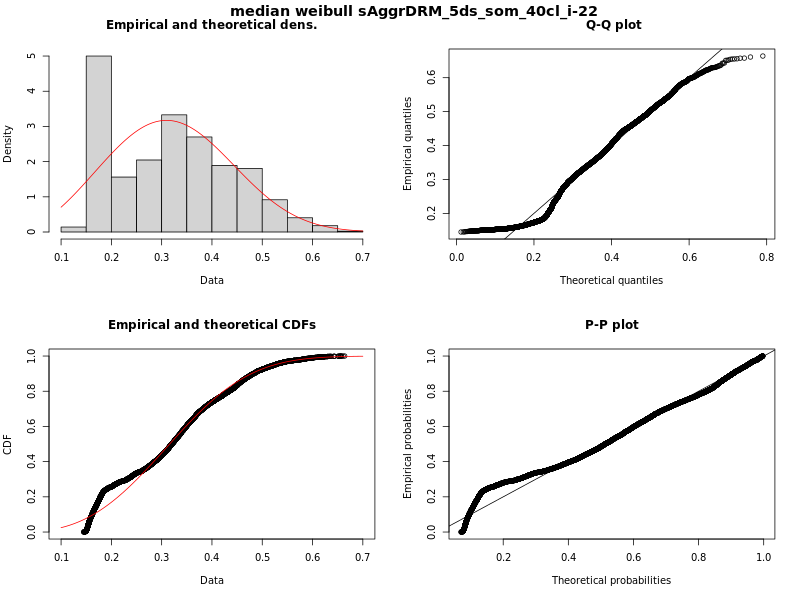 median weibull sAggrDRM_5ds_som_40cl_i-22
Empirical and theoretical dens.
Density
0 1 2 3 4 5
0.1 0.2 0.3 0.4 0.5 0.6 0.7
Data
Q-Q plot
Empirical quantiles
0.2 0.3 0.4 0.5 0.6
0.0 0.2 0.4 0.6 0.8
Theoretical quantiles
Empirical and theoretical CDFs
CDF
0.0 0.2 0.4 0.6 0.8 1.0
0.1 0.2 0.3 0.4 0.5 0.6 0.7
Data
P-P plot
Empirical probabilities
0.0 0.2 0.4 0.6 0.8 1.0
0.2 0.4 0.6 0.8 1.0
Theoretical probabilities